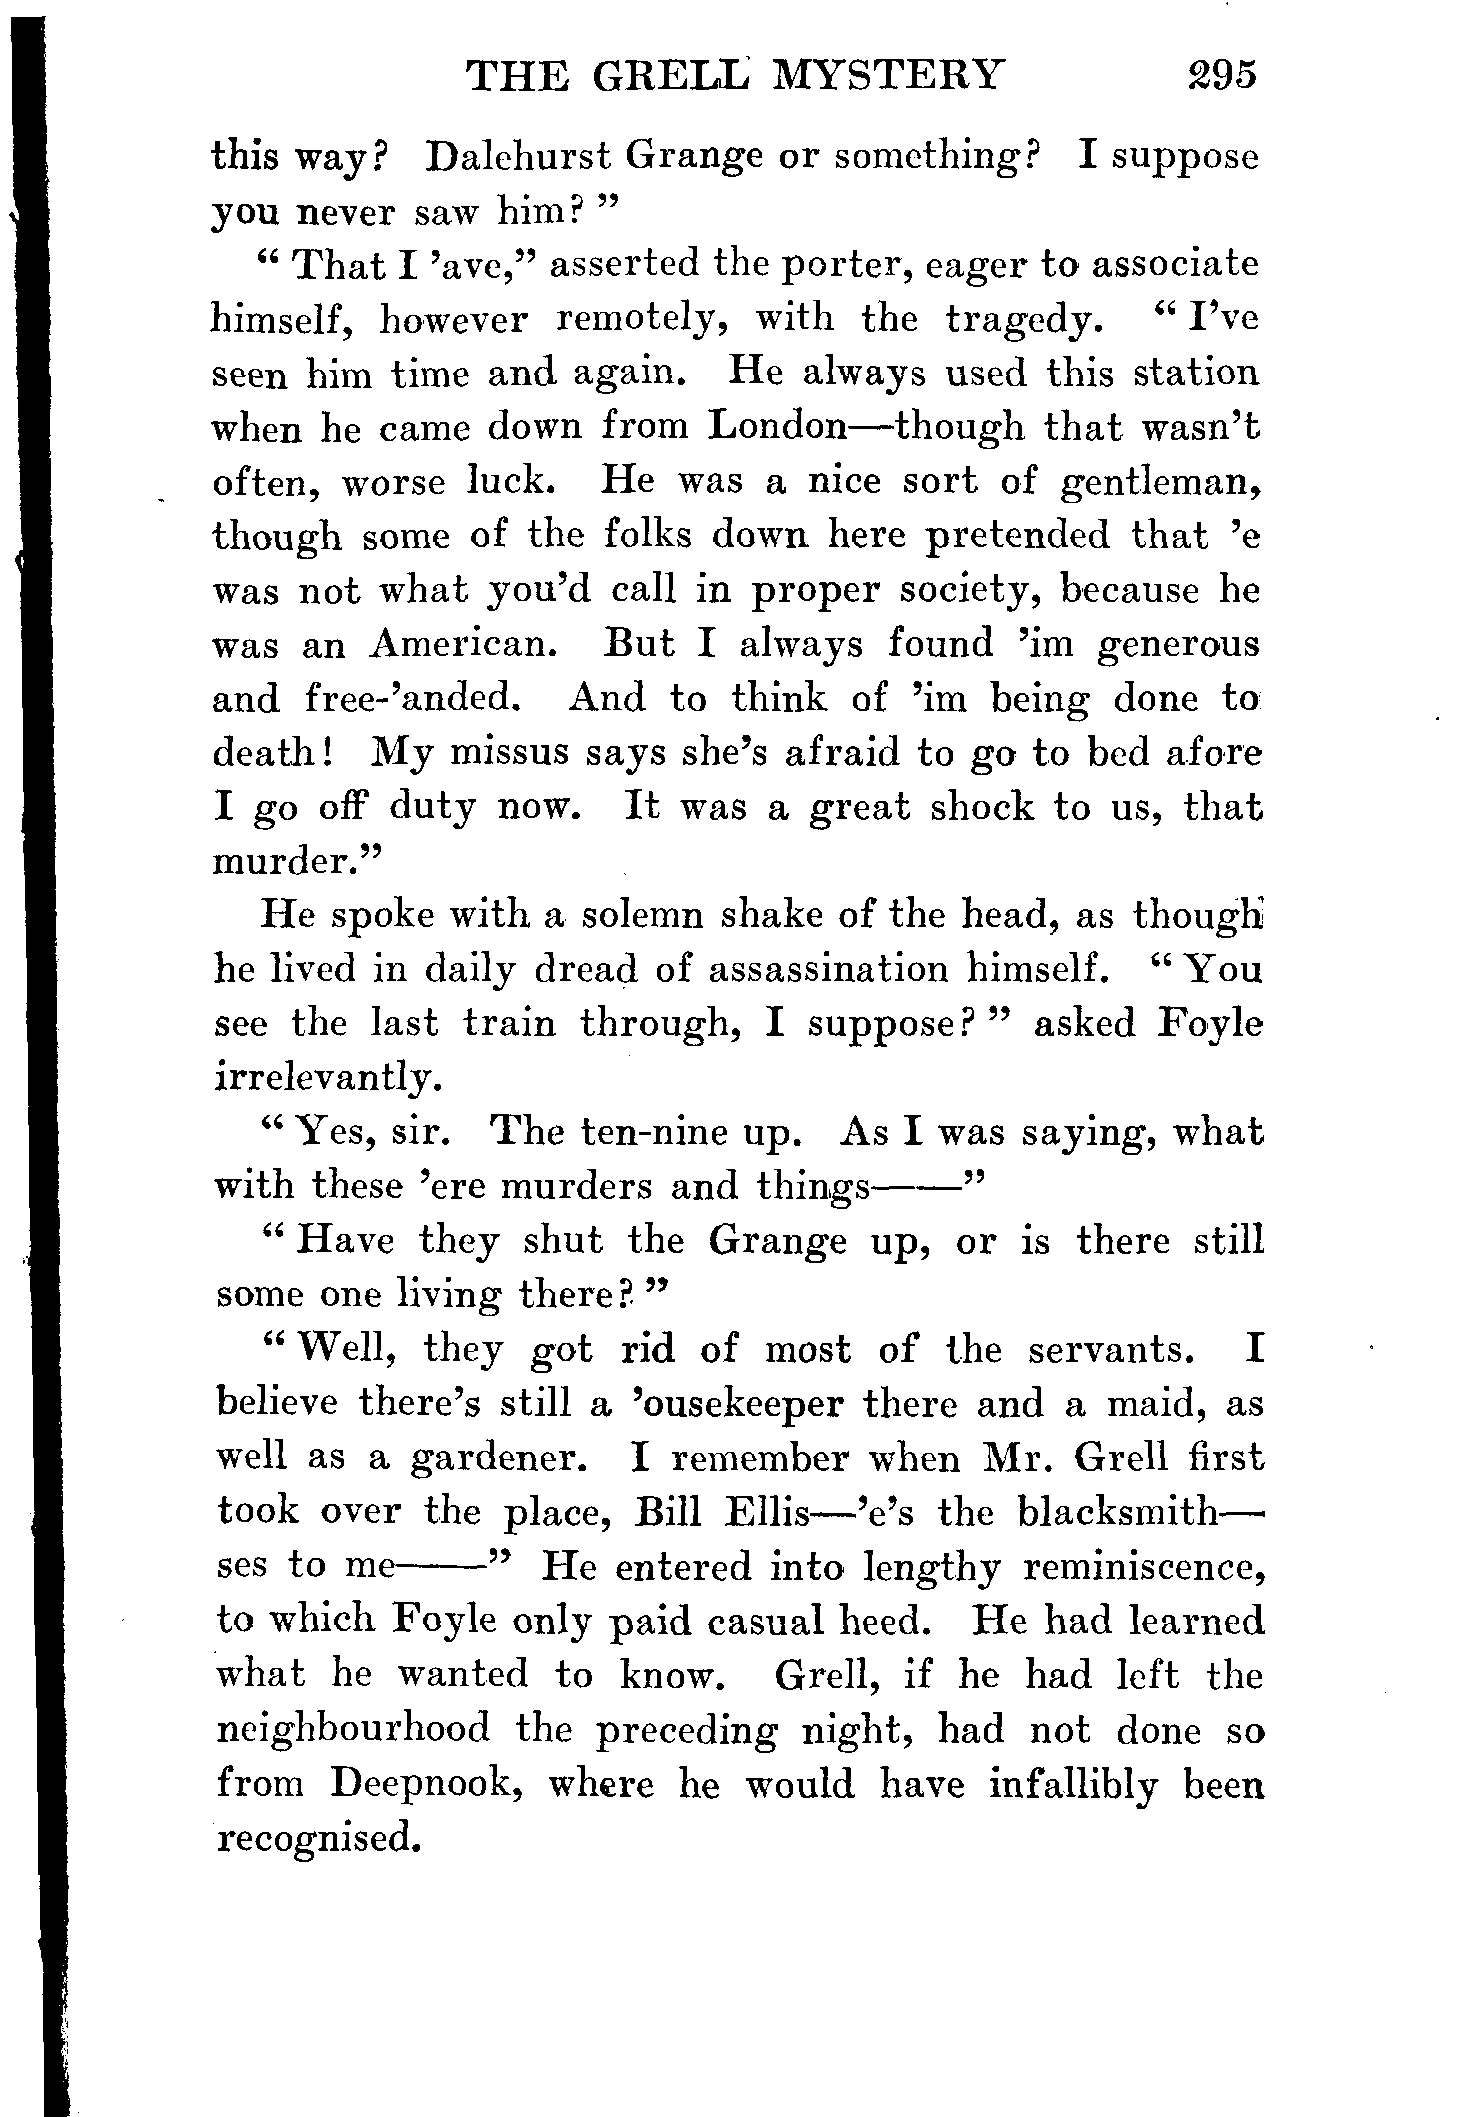 THE GRELL MYSTERY 295
this way? Dalehurst Grange or something? I suppose
you never saw him? ”
“ That I ’ave,” asserted the porter, eager to associate
himself, however remotely, with the tragedy. “ I’ve
seen him time and again. He always used this station
when he came down from London—though that wasn’t
often, worse luck. He was a nice sort of gentleman,
though some of the folks down here pretended that ’e
was not what you’d call in proper society, because he
was an American. But I always found ’im generous
and free-’anded. And to think of ’im being done to
death! My missus says she’s afraid to go to bed afore
I go off duty now. It was a great shock to us, that
murder.”
He spoke with a solemn shake of the head, as though
he lived in daily dread of assassination himself. “ You
see the last train through, I suppose? ” asked Foyle
irrelevantly.
“ Yes, sir. The ten-nine up. As I was saying, what
with these ’ere murders and things——”
“ Have they shut the Grange up, or is there still
some one living there? ”
“ Well, they got rid of most of the servants. I
believe there’s still a ’ousekeeper there and a maid, as
well as a gardener. I remember when Mr. Grell first
took over the place, Bill Ellis—’e’s the blacksmith—
ses to me——” He entered into lengthy reminiscence,
to which Foyle only paid casual heed. He had learned
what he wanted to know. Grell, if he had left the
neighbourhood the preceding night, had not done so
from Deepnook, where he would have infallibly been
recognised.